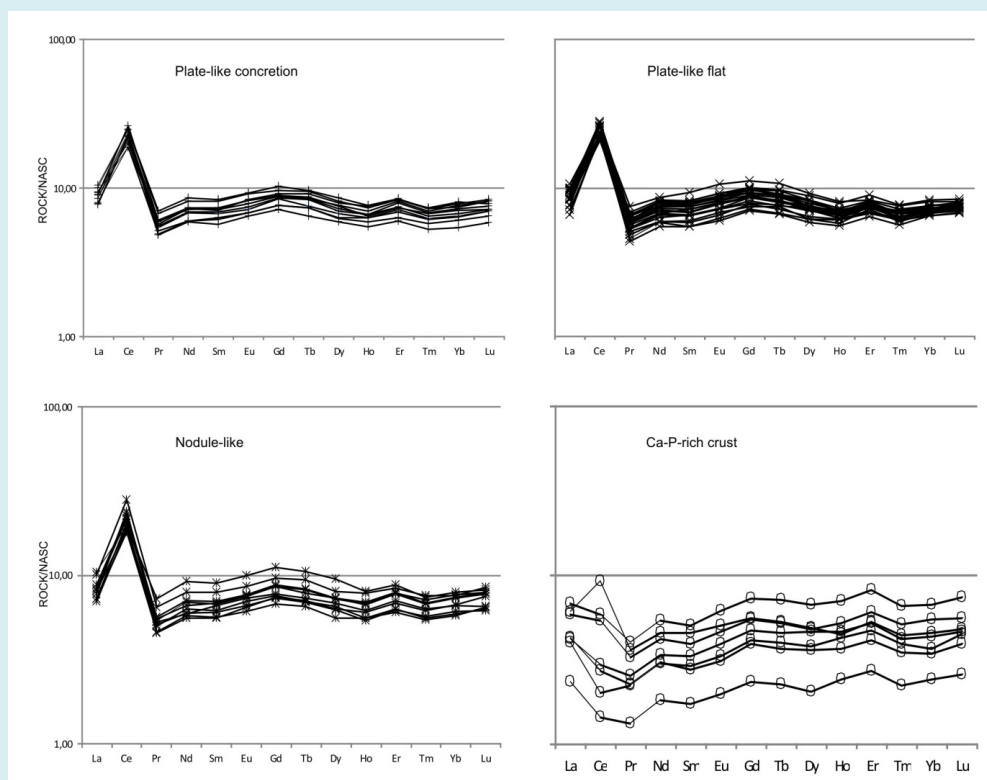 100,00
Plate-like concretion
ROCK/NASC
10,00
1,00
La Ce Pr Nd Sm Eu Gd Tb Dy Ho Er Tm Yb Lu
Plate-like flat
La Ce Pr Nd Sm Eu Gd Tb Dy Ho Er Tm Yb Lu
100,00
Nodule-like
ROCK/NASC
10,00
1,00
La Ce Pr Nd Sm Eu Gd Tb Dy Ho Er Tm Yb Lu
Ca-P-rich crust
La Ce Pr Nd Sm Eu Gd Tb Dy Ho Er Tm Yb Lu